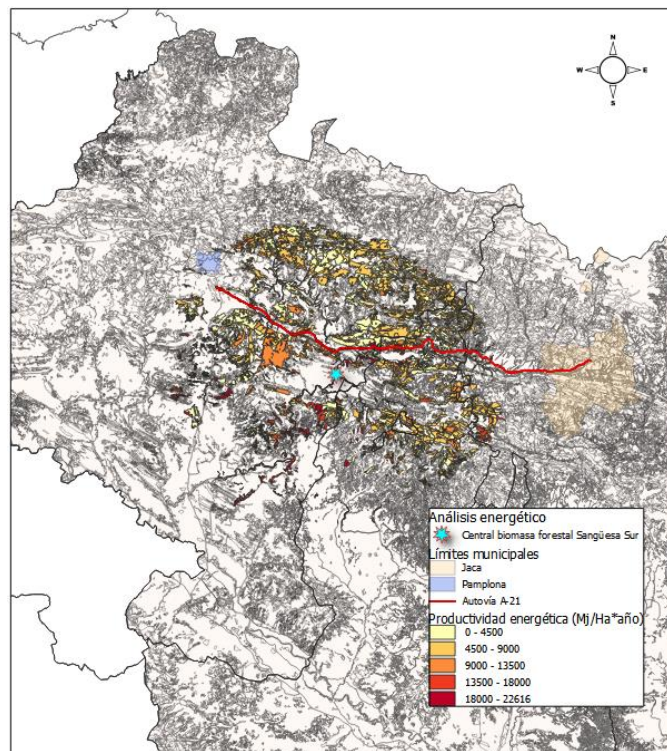 N
W E
S
Análisis energético
Central biomasa forestal Sangüesa Sur
Límites municipales
Jaca
Pamplona
Autovía A-21
Productividad energética (Mj/Ha*año)
0 - 4500
4500 - 9000
9000 - 13500
13500 - 18000
18000 - 22616